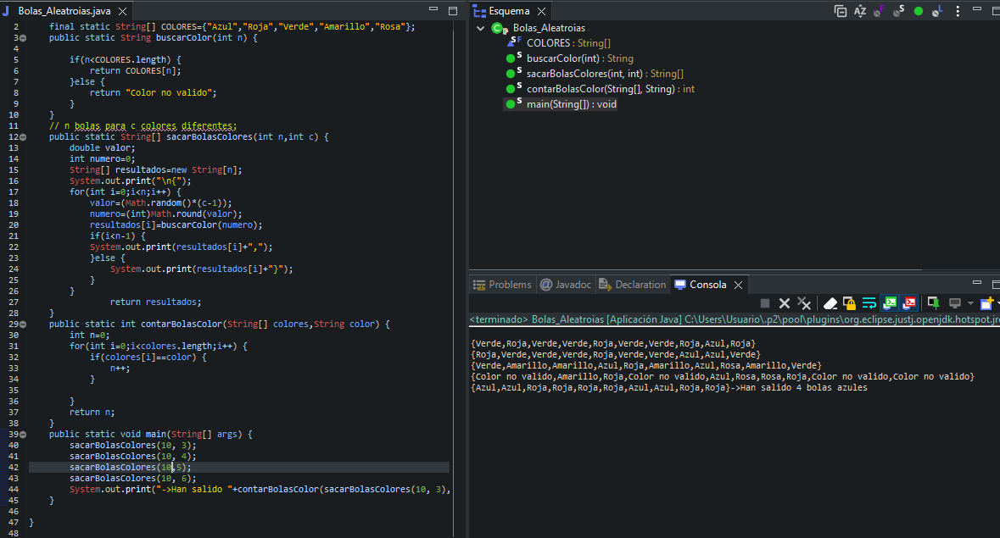 Bolas_Aleatroias.java
2 final static String[] COLORES={"Azul","Roja","Verde","Amarillo","Rosa"};
3 public static String buscarColor(int n) {
4
5 if(n<COLORES.length) {
6 return COLORES[n];
7 }else {
8 return "Color no valido";
9 }
10 }
11 // n bolas para c colores diferentes;
12 public static String[] sacarBolasColores(int n,int c) {
13 double valor;
14 int numero=0;
15 String[] resultados=new String[n];
16 System.out.print("\n{");
17 for(int i=0;i<n;i++) {
18 valor=(Math.random()*(c-1));
19 numero=(int)Math.round(valor);
20 resultados[i]=buscarColor(numero);
21 if(i<n-1) {
22 System.out.print(resultados[i]+",");
23 }else {
24 System.out.print(resultados[i]+"}");
25 }
26 }
27 return resultados;
28 }
29 public static int contarBolasColor(String[] colores,String color) {
30 int n=0;
31 for(int i=0;i<colores.length;i++) {
32 if(colores[i]==color) {
33 n++;
34 }
35
36 }
37 return n;
38 }
39 public static void main(String[] args) {
40 sacarBolasColores(10, 3);
41 sacarBolasColores(10, 4);
42 sacarBolasColores(10,5);
43 sacarBolasColores(10, 6);
44 System.out.print("->Han salido "+contarBolasColor(sacarBolasColores(10, 3),
45 }
46
47 }
48
Esquema
Bolas_Aleatroias
COLORES : String[]
buscarColor(int) : String
sacarBolasColores(int, int) : String[]
contarBolasColor(String[], String) : int
main(String[]) : void
Problems Javadoc Declaration Consola
<terminado> Bolas_Aleatroias [Aplicación Java] C:\Users\Usuario\.p2\pool\plugins\org.eclipse.justj.openjdk.hotspot.jre
{Verde,Roja,Verde,Verde,Roja,Verde,Verde,Roja,Azul,Roja}
{Roja,Verde,Verde,Verde,Roja,Verde,Verde,Azul,Azul,Verde}
{Verde,Amarillo,Amarillo,Azul,Roja,Amarillo,Azul,Rosa,Amarillo,Verde}
{Color no valido,Amarillo,Roja,Color no valido,Azul,Rosa,Rosa,Roja,Color no valido,Color no valido}
{Azul,Azul,Roja,Roja,Roja,Roja,Azul,Azul,Roja,Roja}->Han salido 4 bolas azules